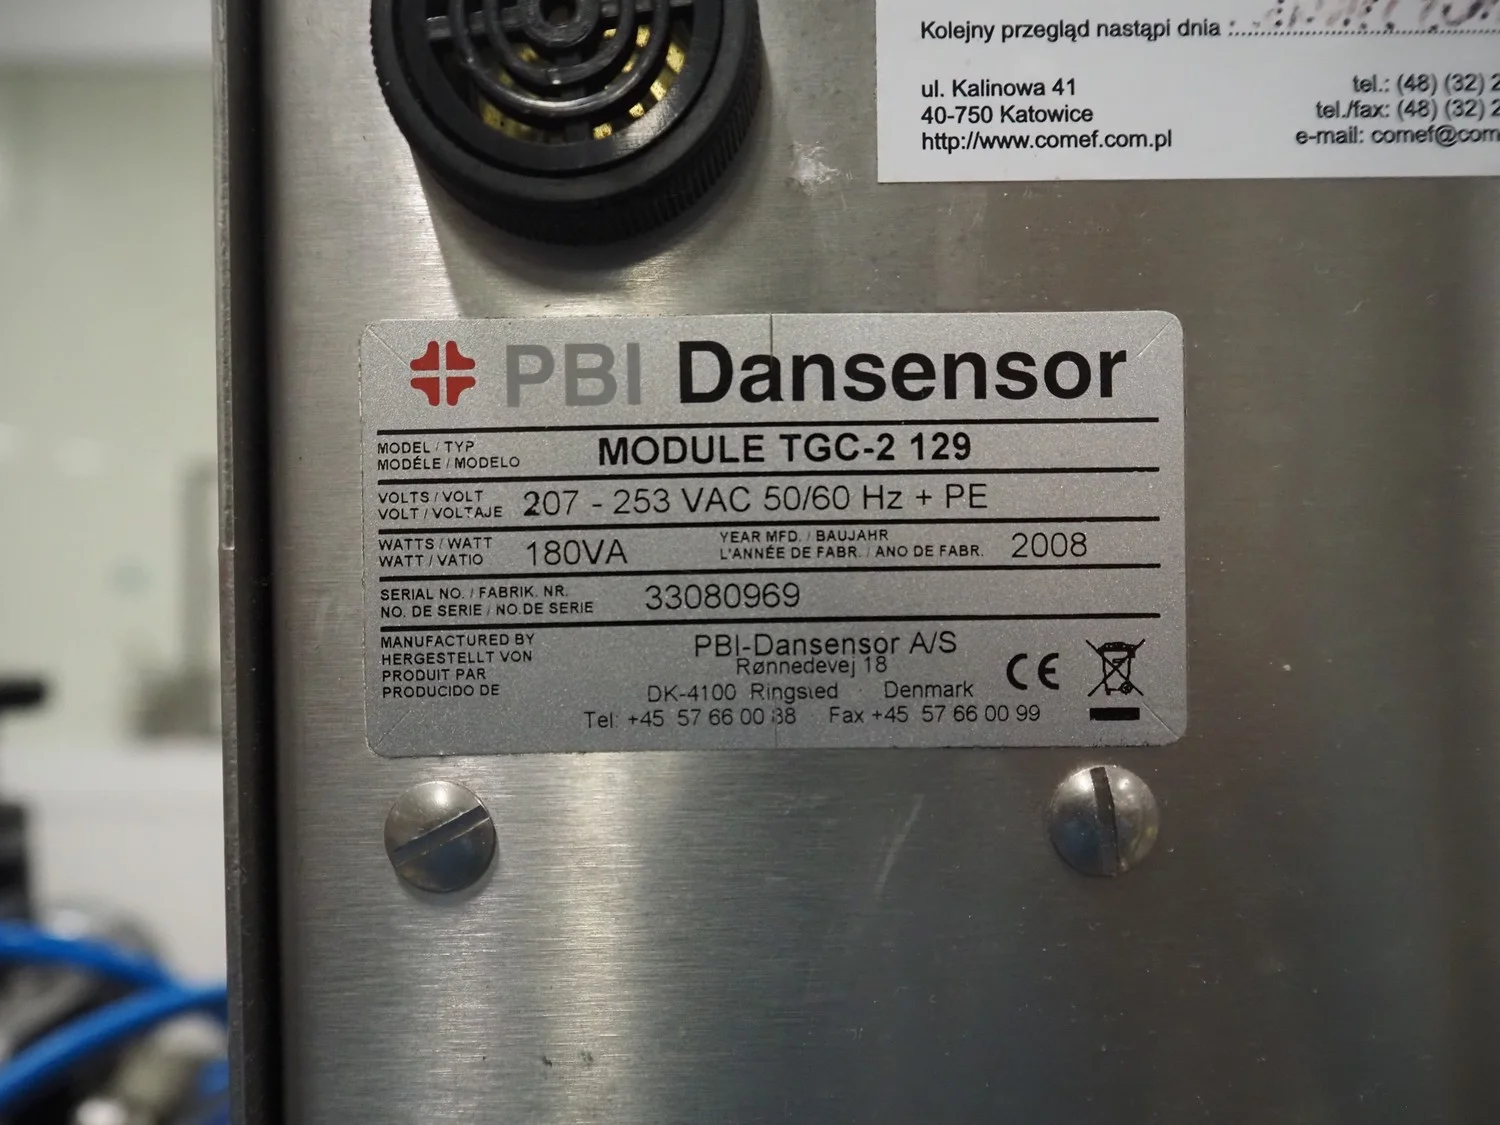 Kolejny przegląd nastąpi dnia :
ul. Kalinowa 41
40-750 Katowice
http://www.comef.com.pl
tel.: (48) (32) 2
tel./fax: (48) (32) 2
e-mail: comef@com
PBI Dansensor
MODEL / TYP
MODÉLE / MODELO
MODULE TGC-2 129
VOLTS / VOLT
VOLT / VOLTAJE
207 - 253 VAC 50/60 Hz + PE
WATTS / WATT
WATT / VATIO
180VA
YEAR MFD. / BAUJAHR
L'ANNÉE DE FABR. / ANO DE FABR.
2008
SERIAL NO. / FABRIK. NR.
NO. DE SERIE / NO.DE SERIE
33080969
MANUFACTURED BY
HERGESTELLT VON
PRODUIT PAR
PRODUCIDO DE
PBI-Dansensor A/S
Rønnedevej 18
DK-4100 Ringsted Denmark
Tel: +45 57 66 00 88 Fax +45 57 66 00 99
CE